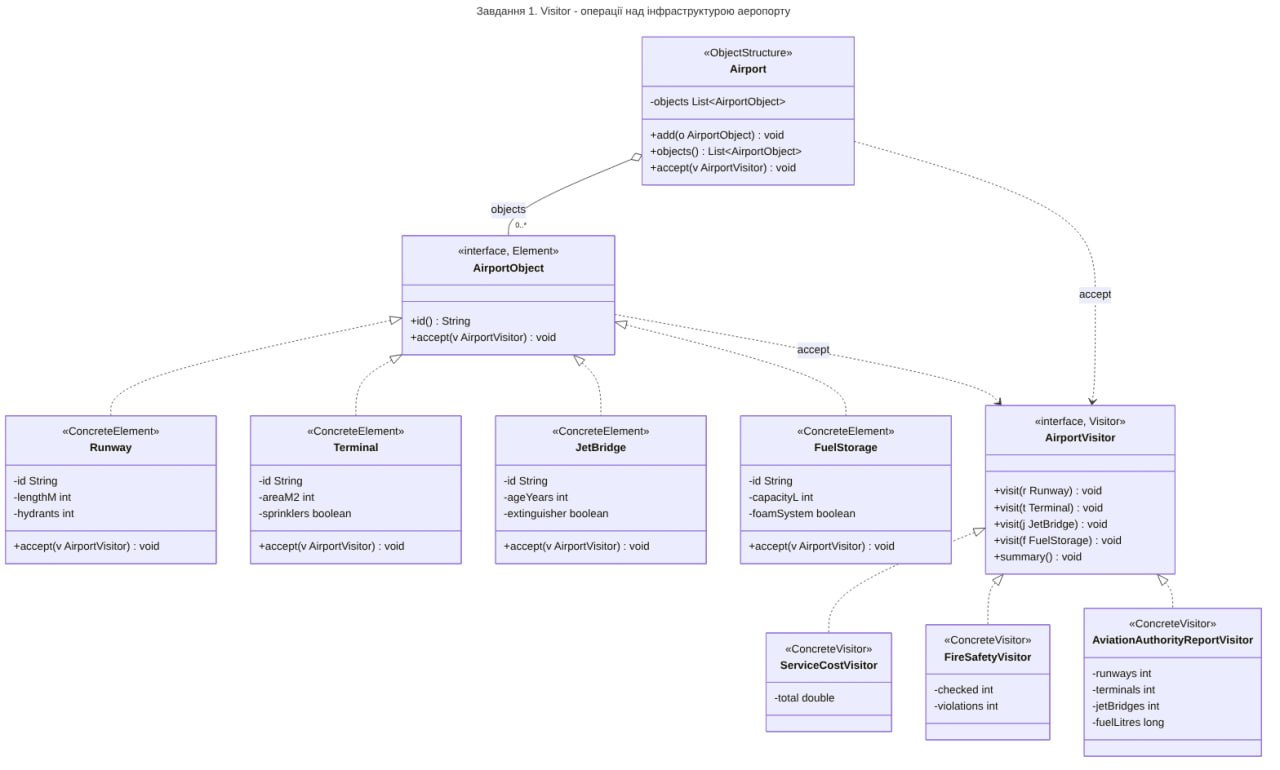 Завдання 1. Visitor - операції над інфраструктурою аеропорту
«ObjectStructure»
Airport
-objects List<AirportObject>
+add(o AirportObject) : void
+objects() : List<AirportObject>
+accept(v AirportVisitor) : void
objects
0..*
accept
«interface, Element»
AirportObject
+id() : String
+accept(v AirportVisitor) : void
accept
«ConcreteElement»
Runway
-id String
-lengthM int
-hydrants int
+accept(v AirportVisitor) : void
«ConcreteElement»
Terminal
-id String
-areaM2 int
-sprinklers boolean
+accept(v AirportVisitor) : void
«ConcreteElement»
JetBridge
-id String
-ageYears int
-extinguisher boolean
+accept(v AirportVisitor) : void
«ConcreteElement»
FuelStorage
-id String
-capacityL int
-foamSystem boolean
+accept(v AirportVisitor) : void
«interface, Visitor»
AirportVisitor
+visit(r Runway) : void
+visit(t Terminal) : void
+visit(j JetBridge) : void
+visit(f FuelStorage) : void
+summary() : void
«ConcreteVisitor»
ServiceCostVisitor
-total double
«ConcreteVisitor»
FireSafetyVisitor
-checked int
-violations int
«ConcreteVisitor»
AviationAuthorityReportVisitor
-runways int
-terminals int
-jetBridges int
-fuelLitres long